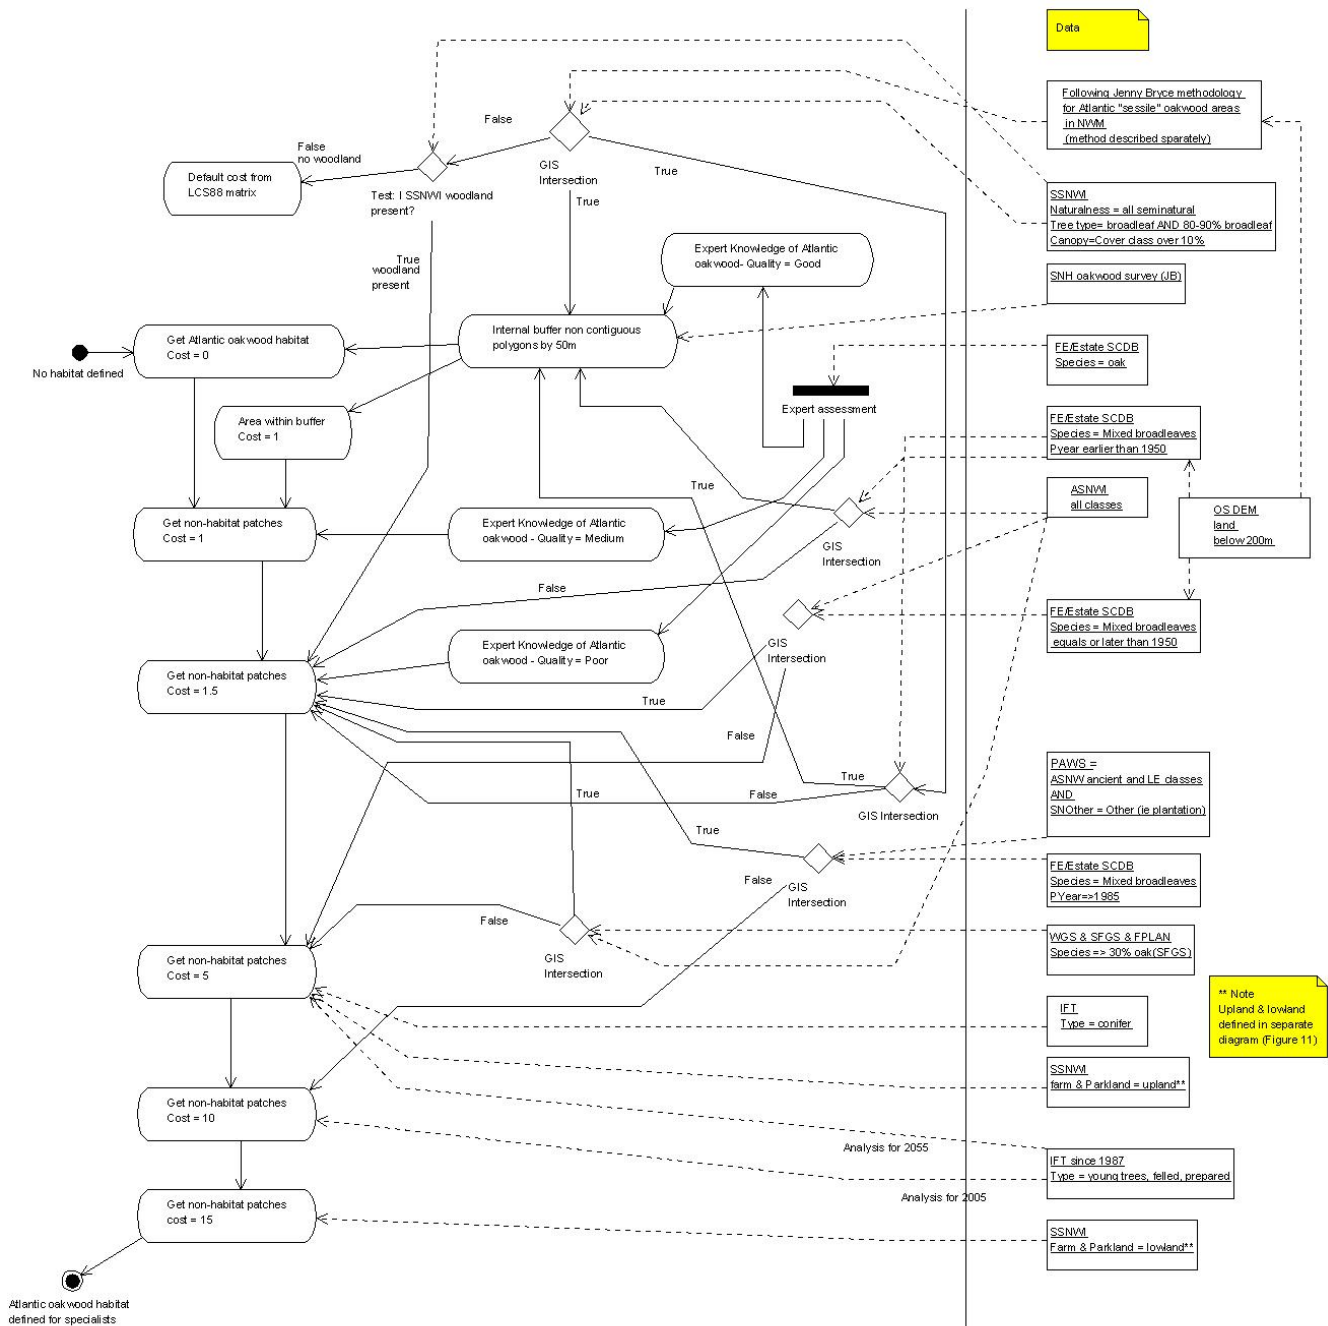 Data
Following Jenny Bryce methodology
for Atlantic "sessile" oakwood areas
in NWM
(method described sparately)
False
False
no woodland
GIS
Intersection
True
True
Default cost from
LCS88 matrix
Test: I SSNWI woodland
present?
SSNWI
Naturalness = all seminatural
Tree type= broadleaf AND 80-90% broadleaf
Canopy=Cover class over 10%
True
woodland
present
Expert Knowledge of Atlantic
oakwood- Quality = Good
SNH oakwood survey (JB)
Get Atlantic oakwood habitat
Cost = 0
Internal buffer non contiguous
polygons by 50m
FE/Estate SCDB
Species = oak
No habitat defined
Expert assessment
Area within buffer
Cost = 1
FE/Estate SCDB
Species = Mixed broadleaves
Pyear earlier than 1950
True
ASNWI
all classes
Get non-habitat patches
Cost = 1
Expert Knowledge of Atlantic
oakwood - Quality = Medium
GIS
Intersection
OS DEM
land
below 200m
False
FE/Estate SCDB
Species = Mixed broadleaves
equals or later than 1950
Expert Knowledge of Atlantic
oakwood - Quality = Poor
GIS
Intersection
Get non-habitat patches
Cost = 1.5
True
False
PAWS =
ASNW ancient and LE classes
AND
SNOther = Other (ie plantation)
True
True
False
GIS Intersection
True
False
GIS
Intersection
FE/Estate SCDB
Species = Mixed broadleaves
PYear=>1985
False
GIS
Intersection
WGS & SFGS & FPLAN
Species => 30% oak(SFGS)
Get non-habitat patches
Cost = 5
IFT
Type = conifer
** Note
Upland & lowland
defined in separate
diagram (Figure 11)
SSNWI
farm & Parkland = upland**
Get non-habitat patches
Cost = 10
Analysis for 2055
IFT since 1987
Type = young trees, felled, prepared
Analysis for 2005
Get non-habitat patches
cost = 15
SSNWI
Farm & Parkland = lowland**
Atlantic oakwood habitat
defined for specialists